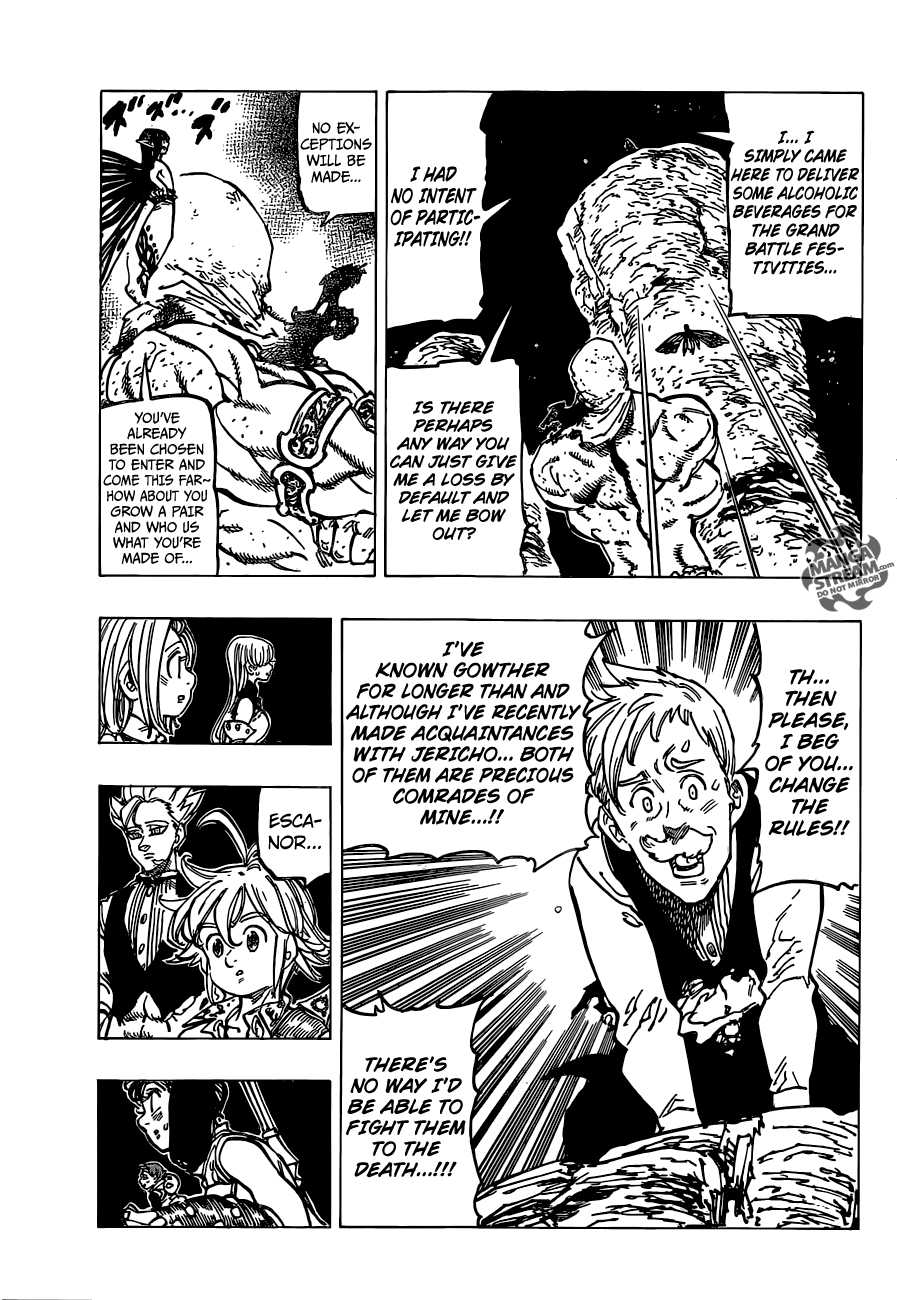 I... I
SIMPLY CAME
HERE TO DELIVER
SOME ALCOHOLIC
BEVERAGES FOR
THE GRAND
BATTLE FES-
TIVITIES...
I HAD
NO INTENT
OF PARTIC-
IPATING!!
IS THERE
PERHAPS
ANY WAY YOU
CAN JUST GIVE
ME A LOSS BY
DEFAULT AND
LET ME BOW
OUT?
NO EX-
CEPTIONS
WILL BE
MADE...
YOU'VE
ALREADY
BEEN CHOSEN
TO ENTER AND
COME THIS FAR~
HOW ABOUT YOU
GROW A PAIR
AND WHO US
WHAT YOU'RE
MADE OF...
MANGA
STREAM.com
DO NOT MIRROR
TH...
THEN
PLEASE,
I BEG
OF YOU...
CHANGE
THE
RULES!!
I'VE
KNOWN GOWTHER
FOR LONGER THAN AND
ALTHOUGH I'VE RECENTLY
MADE ACQUAINTANCES
WITH JERICHO... BOTH
OF THEM ARE PRECIOUS
COMRADES OF
MINE...!!
THERE'S
NO WAY I'D
BE ABLE TO
FIGHT THEM
TO THE
DEATH...!!!
ESCA-
NOR...